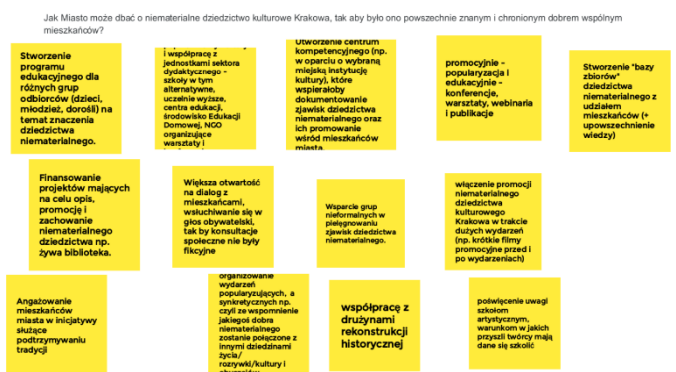 Jak Miasto może dbać o niematerialne dziedzictwo kulturowe Krakowa, tak aby było ono powszechnie znanym i chronionym dobrem wspólnym
mieszkańców?
Stworzenie
programu
edukacyjnego dla
różnych grup
odbiorców (dzieci,
młodzież, dorośli) na
temat znaczenia
dziedzictwa
niematerialnego.
i współpracę z
jednostkami sektora
dydaktycznego -
szkoły w tym
alternatywne,
uczelnie wyższe,
centra edukacji,
środowisko Edukacji
Domowej, NGO
organizujące
warsztaty i
Utworzenie centrum
kompetencyjnego (np.
w oparciu o wybraną
miejską instytucję
kultury), które
wspierałoby
dokumentowanie
zjawisk dziedzictwa
niematerialnego oraz
ich promowanie
wśród mieszkańców
miasta.
promocyjnie -
popularyzacja i
edukacyjnie -
konferencje,
warsztaty, webinaria
i publikacje
Stworzenie "bazy
zbiorów"
dziedzictwa
niematerialnego z
udziałem
mieszkańców (+
upowszechnienie
wiedzy)
Finansowanie
projektów mających
na celu opis,
promocję i
zachowanie
niematerialnego
dziedzictwa np.
żywa biblioteka.
Większa otwartość
na dialog z
mieszkańcami,
wsłuchiwanie się w
głos obywatelski,
tak by konsultacje
społeczne nie były
fikcyjne
Wsparcie grup
nieformalnych w
pielęgnowaniu
zjawisk dziedzictwa
niematerialnego.
włączenie promocji
niematerialnego
dziedzictwa
kulturowego
Krakowa w trakcie
dużych wydarzeń
(np. krótkie filmy
promocyjne przed i
po wydarzeniach)
Angażowanie
mieszkańców
miasta w inicjatywy
służące
podtrzymywaniu
tradycji
organizowanie
wydarzeń
popularyzujących, a
synkretycznych np.
czyli ze wspomnienie
jakiegoś dobra
niematerialnego
zostanie połączone z
innymi dziedzinami
życia/
rozrywki/kultury i
współpracę z
drużynami
rekonstrukcji
historycznej
poświęcenie uwagi
szkołom
artystycznym,
warunkom w jakich
przyszli twórcy mają
dane się szkolić